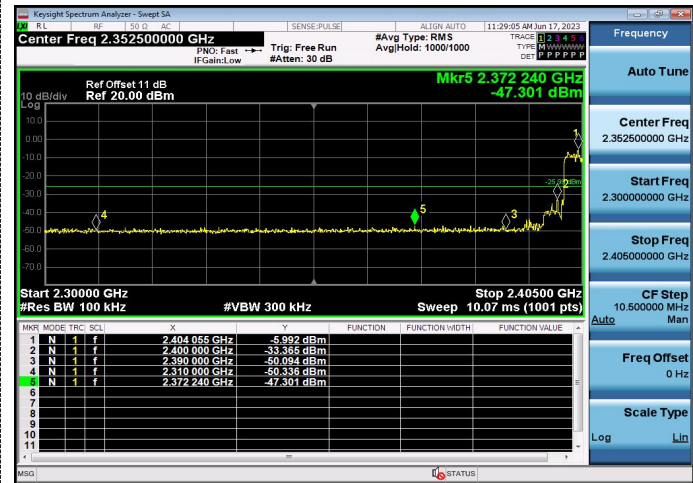 Keysight Spectrum Analyzer - Swept SA
LXI RL RF 50 Ω AC SENSE:PULSE ALIGN AUTO 11:29:05 AM Jun 17, 2023
Center Freq 2.352500000 GHz
PNO: Fast
IFGain:Low
Trig: Free Run
#Atten: 30 dB
#Avg Type: RMS
Avg|Hold: 1000/1000
TRACE 1 2 3 4 5 6
TYPE M W W W W W
DET P P P P P P
Ref Offset 11 dB
10 dB/div Ref 20.00 dBm
Log
Mkr5 2.372 240 GHz
-47.301 dBm
10.0
0.00
-10.0
-20.0
-30.0
-40.0
-50.0
-60.0
-70.0
1
2
3
4
5
Start 2.30000 GHz Stop 2.40500 GHz
#Res BW 100 kHz #VBW 300 kHz Sweep 10.07 ms (1001 pts)
MKR MODE TRC SCL X Y FUNCTION FUNCTION WIDTH FUNCTION VALUE
1 N 1 f 2.404 055 GHz -5.992 dBm
2 N 1 f 2.400 000 GHz -33.365 dBm
3 N 1 f 2.390 000 GHz -50.094 dBm
4 N 1 f 2.310 000 GHz -50.336 dBm
5 N 1 f 2.372 240 GHz -47.301 dBm
6
7
8
9
10
11
MSG STATUS
Frequency
Auto Tune
Center Freq
2.352500000 GHz
Start Freq
2.300000000 GHz
Stop Freq
2.405000000 GHz
CF Step
10.500000 MHz
Auto Man
Freq Offset
0 Hz
Scale Type
Log Lin